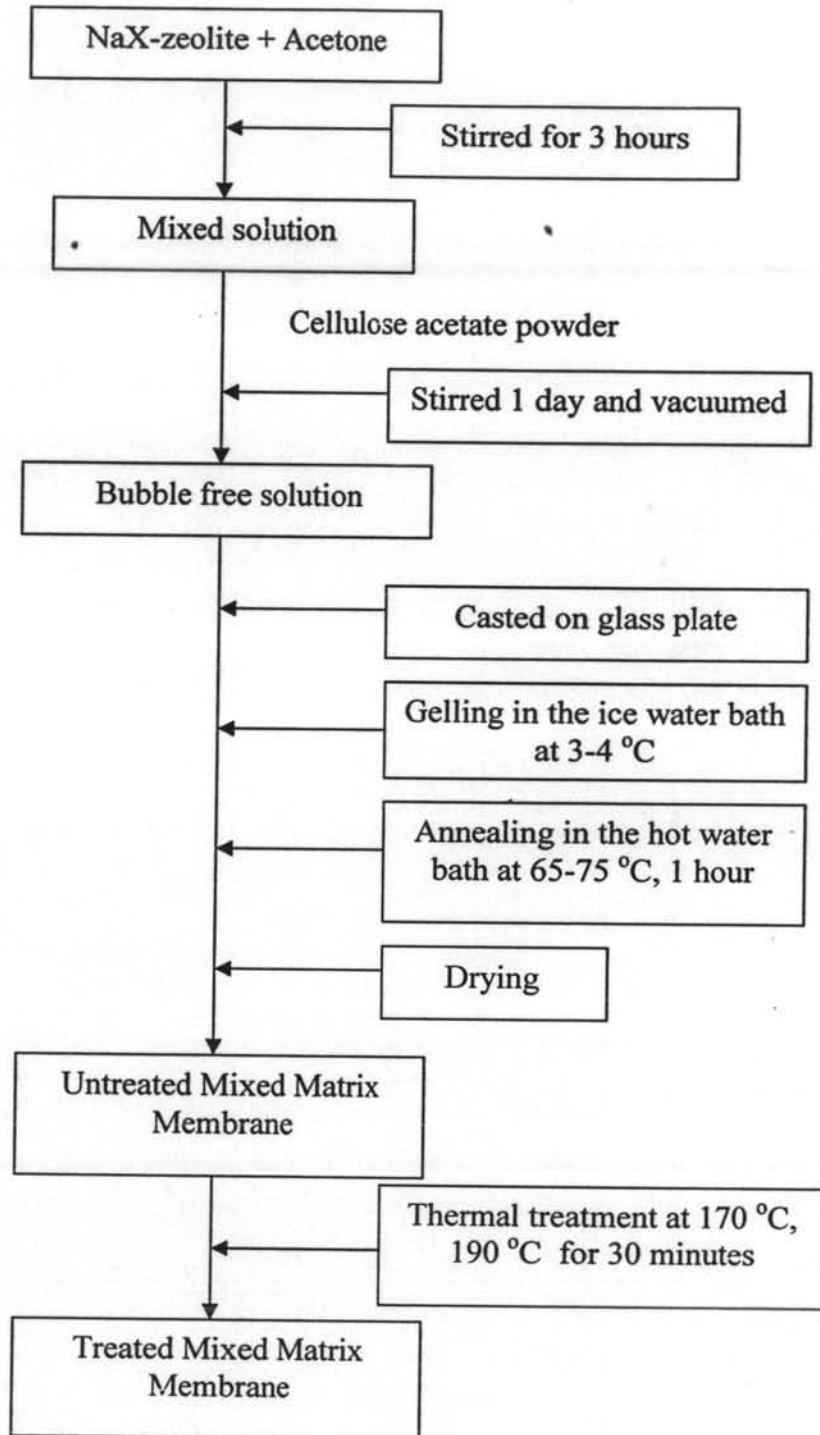 NaX-zeolite + Acetone
Stirred for 3 hours
Mixed solution
Cellulose acetate powder
Stirred 1 day and vacuumed
Bubble free solution
Casted on glass plate
Gelling in the ice water bath
at 3-4 °C
Annealing in the hot water
bath at 65-75 °C, 1 hour
Drying
Untreated Mixed Matrix
Membrane
Thermal treatment at 170 °C,
190 °C for 30 minutes
Treated Mixed Matrix
Membrane